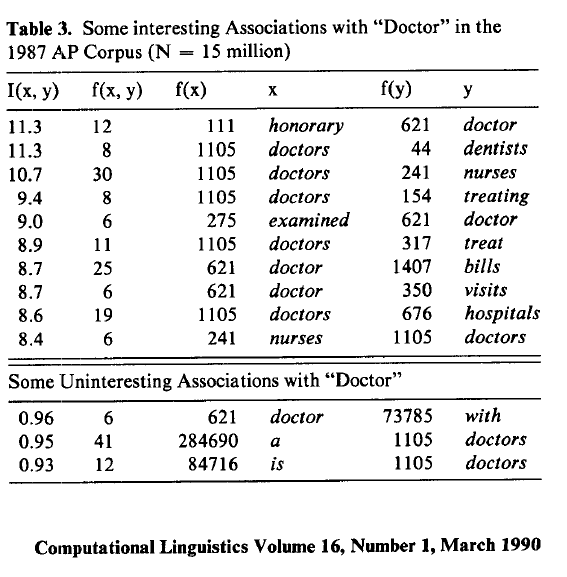 Table 3. Some interesting Associations with “Doctor” in the
1987 AP Corpus (N = 15 million)
I(x, y) f(x, y) f(x) x f(y) y
11.3 12 111 honorary 621 doctor
11.3 8 1105 doctors 44 dentists
10.7 30 1105 doctors 241 nurses
9.4 8 1105 doctors 154 treating
9.0 6 275 examined 621 doctor
8.9 11 1105 doctors 317 treat
8.7 25 621 doctor 1407 bills
8.7 6 621 doctor 350 visits
8.6 19 1105 doctors 676 hospitals
8.4 6 241 nurses 1105 doctors
Some Uninteresting Associations with “Doctor”
0.96 6 621 doctor 73785 with
0.95 41 284690 a 1105 doctors
0.93 12 84716 is 1105 doctors
Computational Linguistics Volume 16, Number 1, March 1990